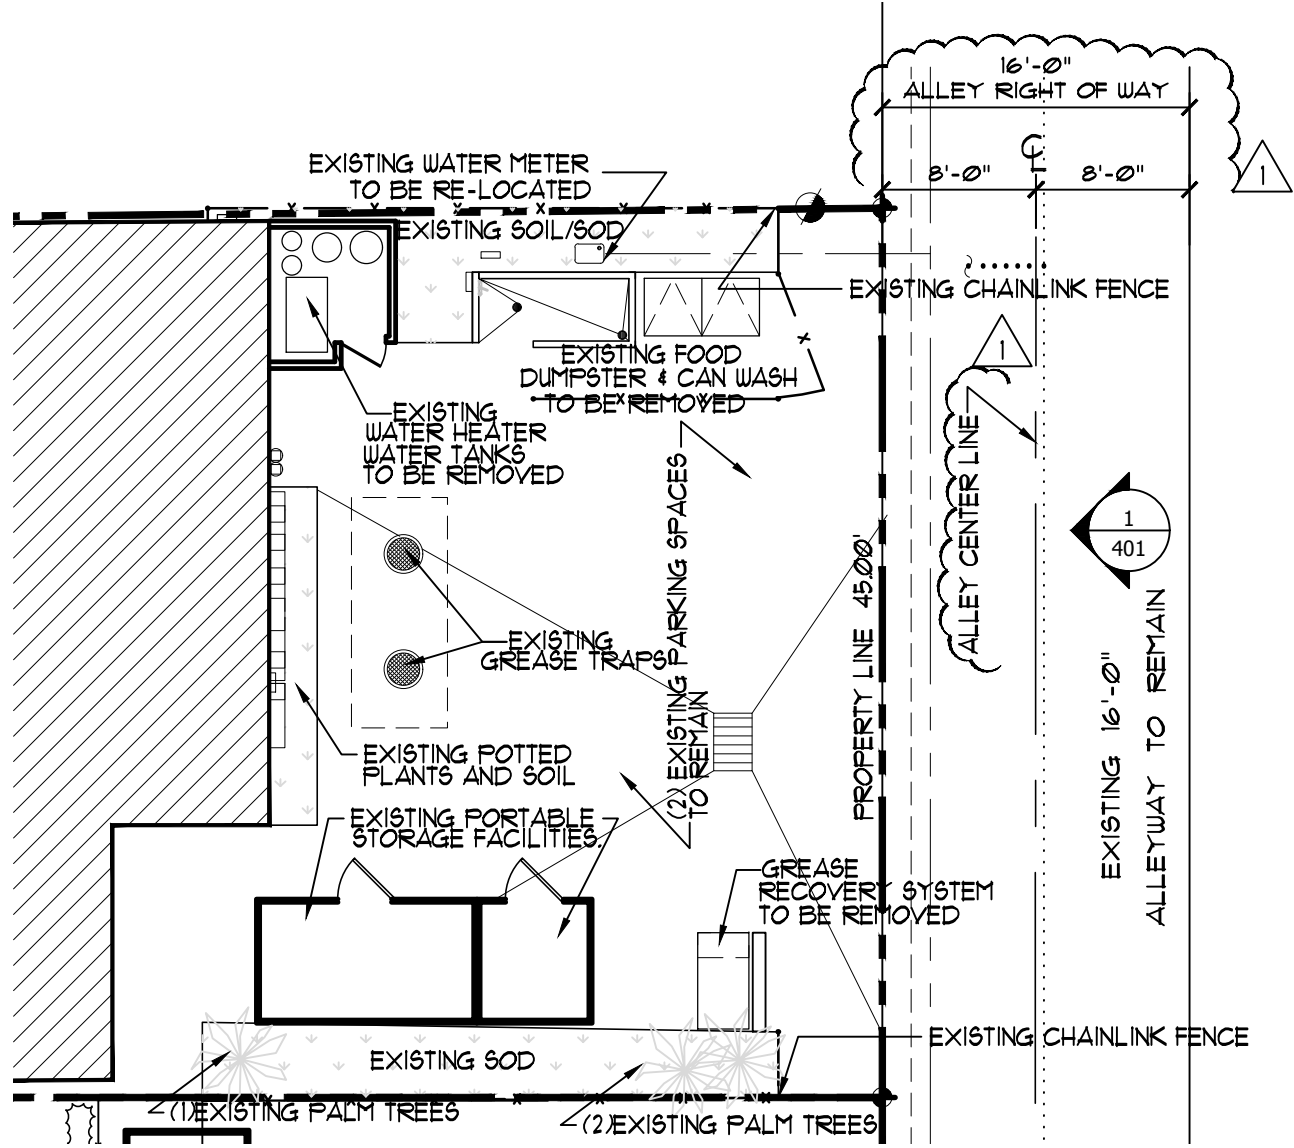 16'-0"
ALLEY RIGHT OF WAY
8'-0"
8'-0"
1
EXISTING WATER METER
TO BE RE-LOCATED
EXISTING SOIL/SOD
EXISTING CHAINLINK FENCE
1
EXISTING FOOD
DUMPSTER & CAN WASH
TO BE REMOVED
EXISTING
WATER HEATER
WATER TANKS
TO BE REMOVED
(2) EXISTING PARKING SPACES
TO REMAIN
PROPERTY LINE 45.00'
ALLEY CENTER LINE
1
401
EXISTING 16'-0"
ALLEYWAY TO REMAIN
EXISTING
GREASE TRAPS
EXISTING POTTED
PLANTS AND SOIL
EXISTING PORTABLE
STORAGE FACILITIES.
GREASE
RECOVERY SYSTEM
TO BE REMOVED
EXISTING CHAINLINK FENCE
EXISTING SOD
(1)EXISTING PALM TREES
(2)EXISTING PALM TREES